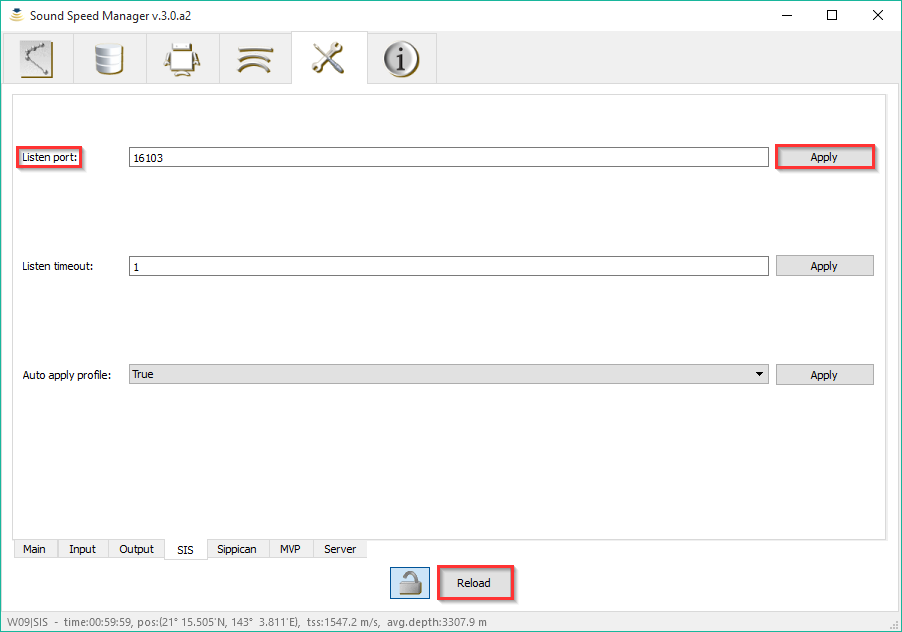 Sound Speed Manager v.3.0.a2
Listen port: 16103 Apply
Listen timeout: 1 Apply
Auto apply profile: True Apply
Main Input Output SIS Sippican MVP Server
Reload
W09|SIS - time:00:59:59, pos:(21° 15.505'N, 143° 3.811'E), tss:1547.2 m/s, avg.depth:3307.9 m